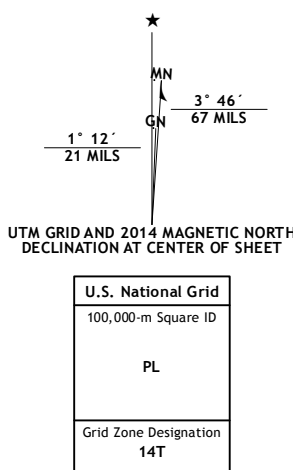 ★
MN
3° 46´
67 MILS
GN
1° 12´
21 MILS
UTM GRID AND 2014 MAGNETIC NORTH
DECLINATION AT CENTER OF SHEET
U.S. National Grid
100,000-m Square ID
PL
Grid Zone Designation
14T